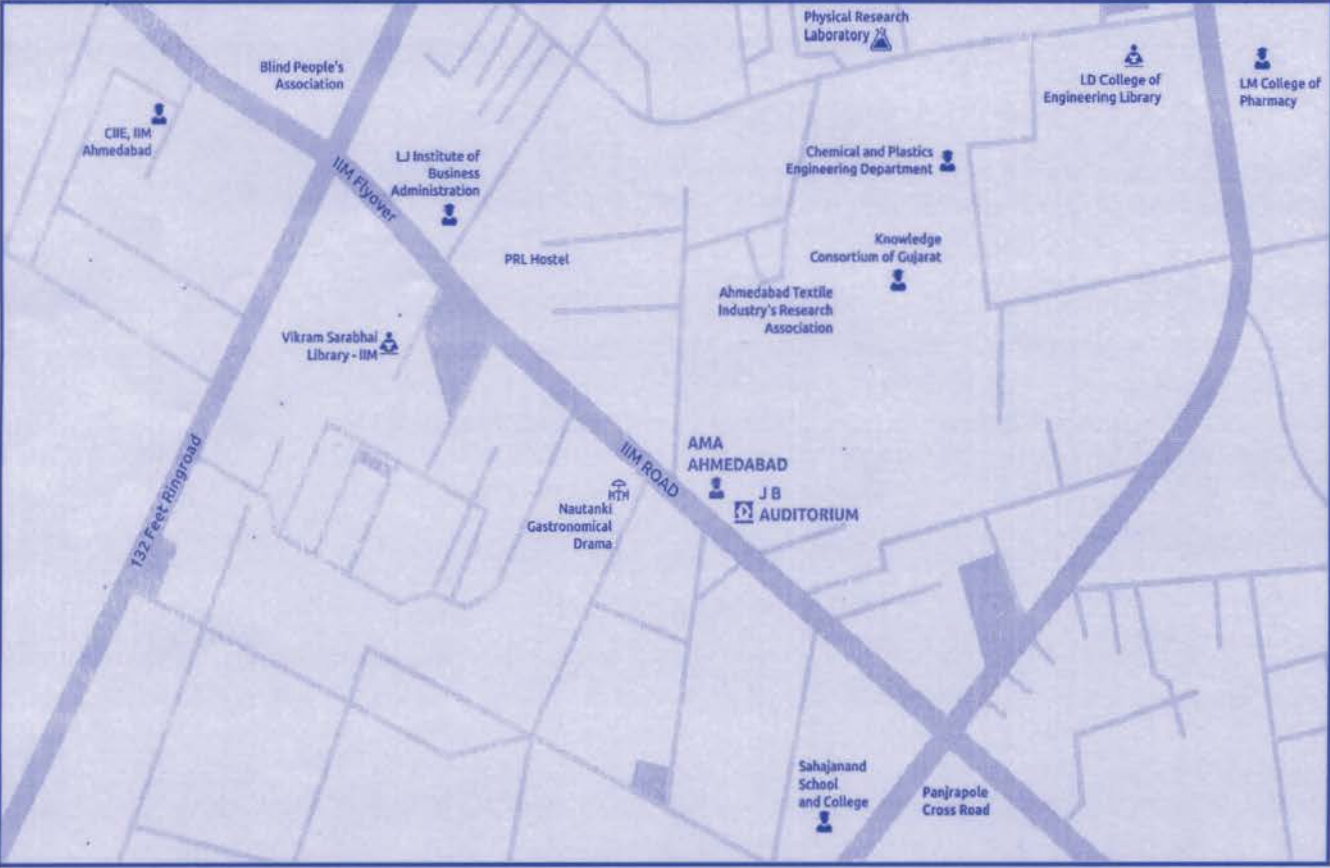 Physical Research
Laboratory
Blind People's
Association
LD College of
Engineering Library
LM College of
Pharmacy
CIIE, IIM
Ahmedabad
LJ Institute of
Business
Administration
IIM Flyover
Chemical and Plastics
Engineering Department
PRL Hostel
Knowledge
Consortium of Gujarat
Ahmedabad Textile
Industry's Research
Association
Vikram Sarabhai
Library - IIM
132 Feet Ringroad
IIM ROAD
AMA
AHMEDABAD
J B
AUDITORIUM
Nautanki
Gastronomical
Drama
Sahajanand
School
and College
Panjrapole
Cross Road